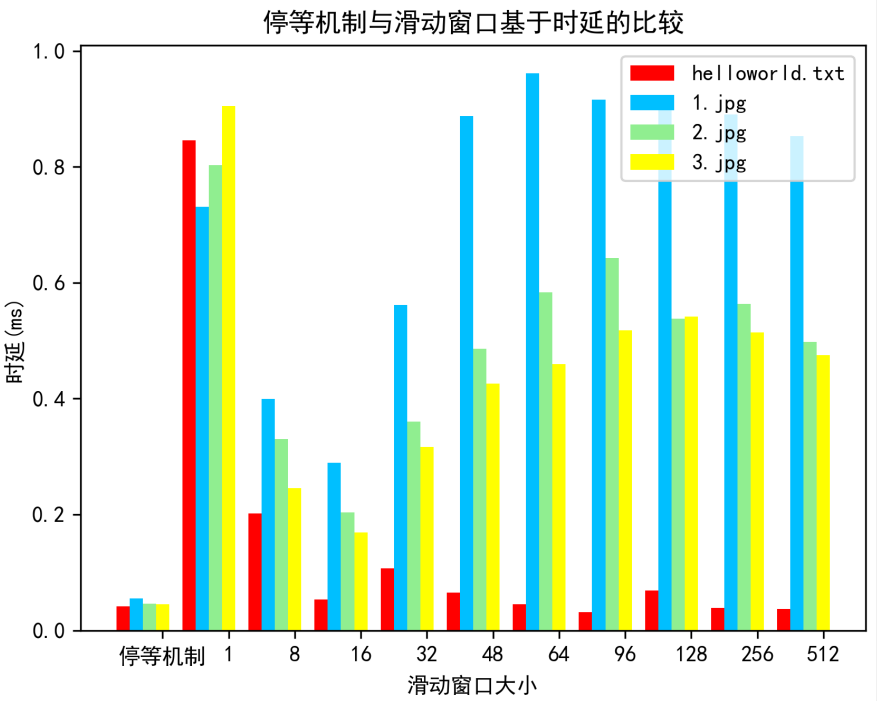 停等机制与滑动窗口基于时延的比较
helloworld.txt
1.jpg
2.jpg
3.jpg
1.0
0.8
0.6
0.4
0.2
0.0
时延(ms)
停等机制 1 8 16 32 48 64 96 128 256 512
滑动窗口大小